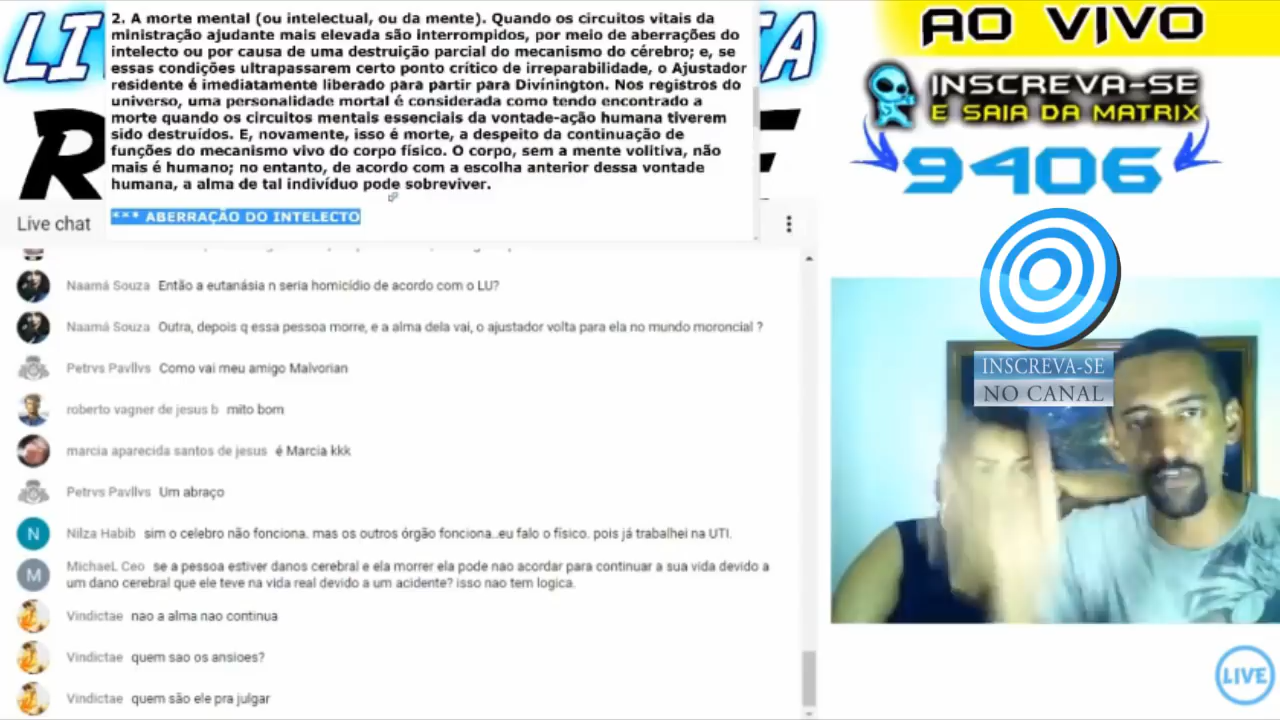 2. A morte mental (ou intelectual, ou da mente). Quando os circuitos vitais da
ministração ajudante mais elevada são interrompidos, por meio de aberrações do
intelecto ou por causa de uma destruição parcial do mecanismo do cérebro; e, se
essas condições ultrapassarem certo ponto crítico de irreparabilidade, o Ajustador
residente é imediatamente liberado para partir para Divínington. Nos registros do
universo, uma personalidade mortal é considerada como tendo encontrado a
morte quando os circuitos mentais essenciais da vontade-ação humana tiverem
sido destruídos. E, novamente, isso é morte, a despeito da continuação de
funções do mecanismo vivo do corpo físico. O corpo, sem a mente volitiva, não
mais é humano; no entanto, de acordo com a escolha anterior dessa vontade
humana, a alma de tal indivíduo pode sobreviver.
*** ABERRAÇÃO DO INTELECTO
AO VIVO
INSCREVA-SE
E SAIA DA MATRIX
9406
INSCREVA-SE
NO CANAL
Live chat
Naamá Souza Então a eutanásia n seria homicídio de acordo com o LU?
Naamá Souza Outra, depois q essa pessoa morre, e a alma dela vai, o ajustador volta para ela no mundo moroncial ?
Petrvs Pavllvs Como vai meu amigo Malvorian
roberto vagner de jesus b mito bom
marcia aparecida santos de jesus é Marcia kkk
Petrvs Pavllvs Um abraço
N Nilza Habib sim o celebro não fonciona. mas os outros órgão fonciona..eu falo o físico. pois já trabalhei na UTI.
M MichaeL Ceo se a pessoa estiver danos cerebral e ela morrer ela pode nao acordar para continuar a sua vida devido a
um dano cerebral que ele teve na vida real devido a um acidente? isso nao tem logica.
Vindictae nao a alma nao continua
Vindictae quem sao os ansioes?
Vindictae quem são ele pra julgar
LIVE